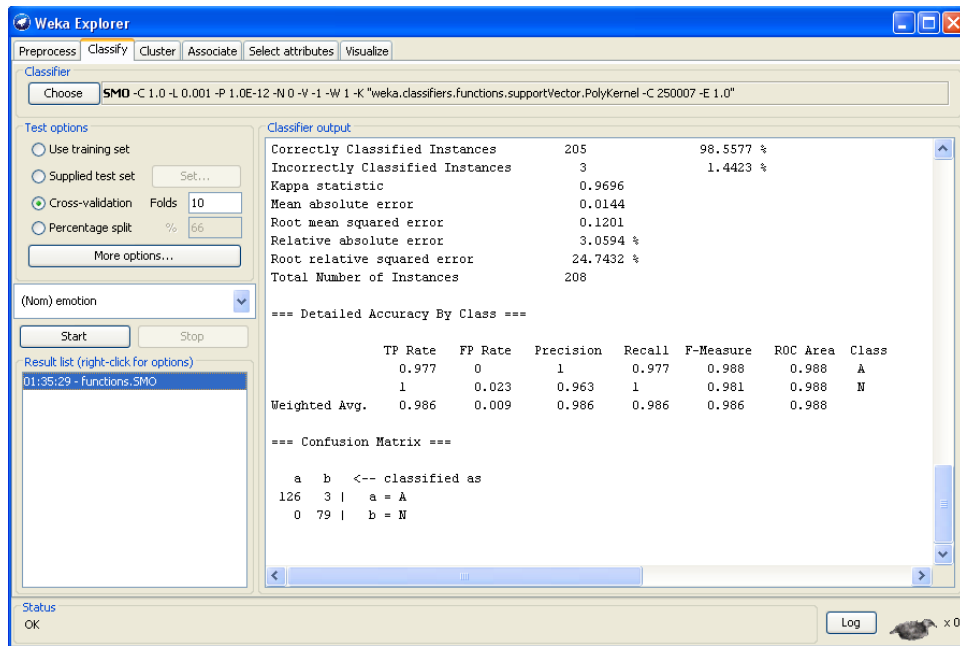 Weka Explorer
Preprocess Classify Cluster Associate Select attributes Visualize
Classifier
Choose SMO -C 1.0 -L 0.001 -P 1.0E-12 -N 0 -V -1 -W 1 -K "weka.classifiers.functions.supportVector.PolyKernel -C 250007 -E 1.0"
Test options
Use training set
Supplied test set Set...
Cross-validation Folds 10
Percentage split % 66
More options...
(Nom) emotion
Start Stop
Result list (right-click for options)
01:35:29 - functions.SMO
Classifier output
Correctly Classified Instances 205 98.5577 %
Incorrectly Classified Instances 3 1.4423 %
Kappa statistic 0.9696
Mean absolute error 0.0144
Root mean squared error 0.1201
Relative absolute error 3.0594 %
Root relative squared error 24.7432 %
Total Number of Instances 208
=== Detailed Accuracy By Class ===
TP Rate FP Rate Precision Recall F-Measure ROC Area Class
0.977 0 1 0.977 0.988 0.988 A
1 0.023 0.963 1 0.981 0.988 N
Weighted Avg. 0.986 0.009 0.986 0.986 0.986 0.988
=== Confusion Matrix ===
a b <-- classified as
126 3 | a = A
0 79 | b = N
Status
OK
Log
x 0